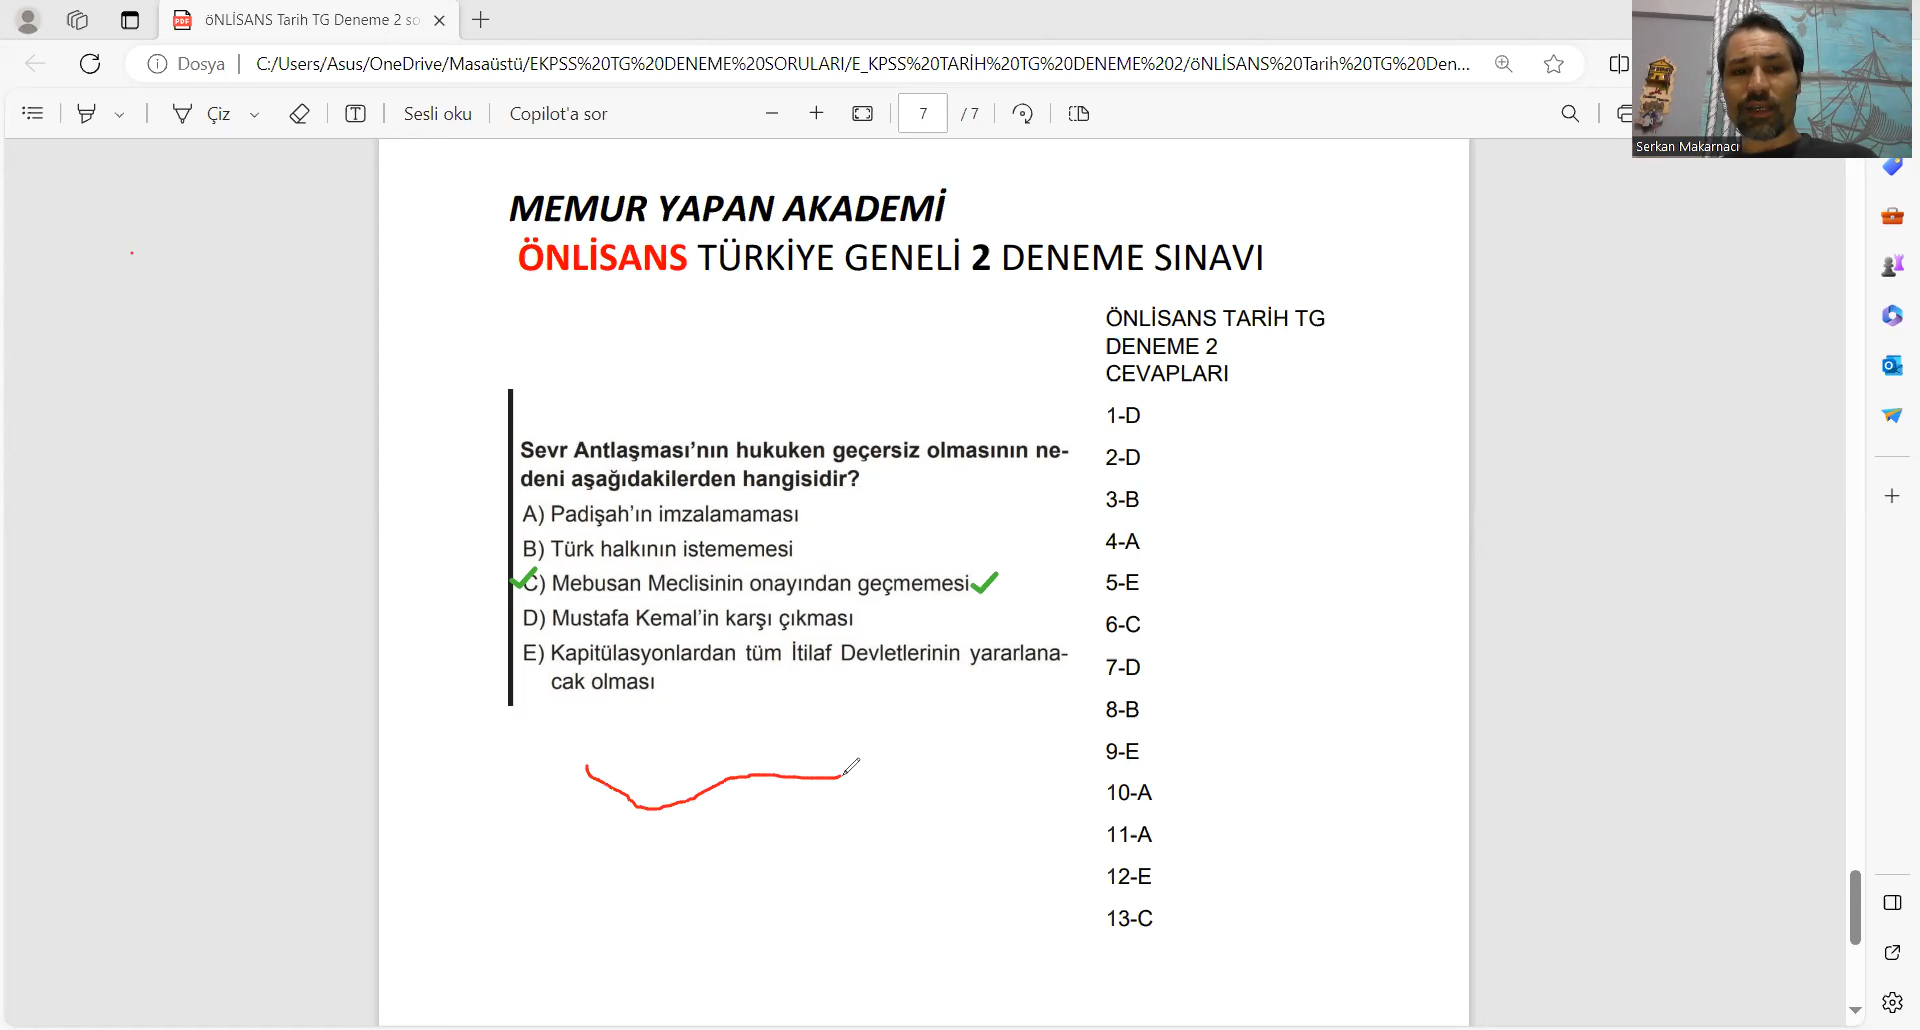 öNLİSANS Tarih TG Deneme 2 so
Dosya
C:/Users/Asus/OneDrive/Masaüstü/EKPSS%20TG%20DENEME%20SORULARI/E_KPSS%20TARİH%20TG%20DENEME%202/öNLİSANS%20Tarih%20TG%20Den...
Çiz
Sesli oku
Copilot'a sor
7 / 7
Serkan Makarnacı
MEMUR YAPAN AKADEMİ
ÖNLİSANS TÜRKİYE GENELİ 2 DENEME SINAVI
Sevr Antlaşması’nın hukuken geçersiz olmasının ne-
deni aşağıdakilerden hangisidir?
A) Padişah’ın imzalamaması
B) Türk halkının istememesi
C) Mebusan Meclisinin onayından geçmemesi
D) Mustafa Kemal’in karşı çıkması
E) Kapitülasyonlardan tüm İtilaf Devletlerinin yararlana-
cak olması
ÖNLİSANS TARİH TG
DENEME 2
CEVAPLARI
1-D
2-D
3-B
4-A
5-E
6-C
7-D
8-B
9-E
10-A
11-A
12-E
13-C